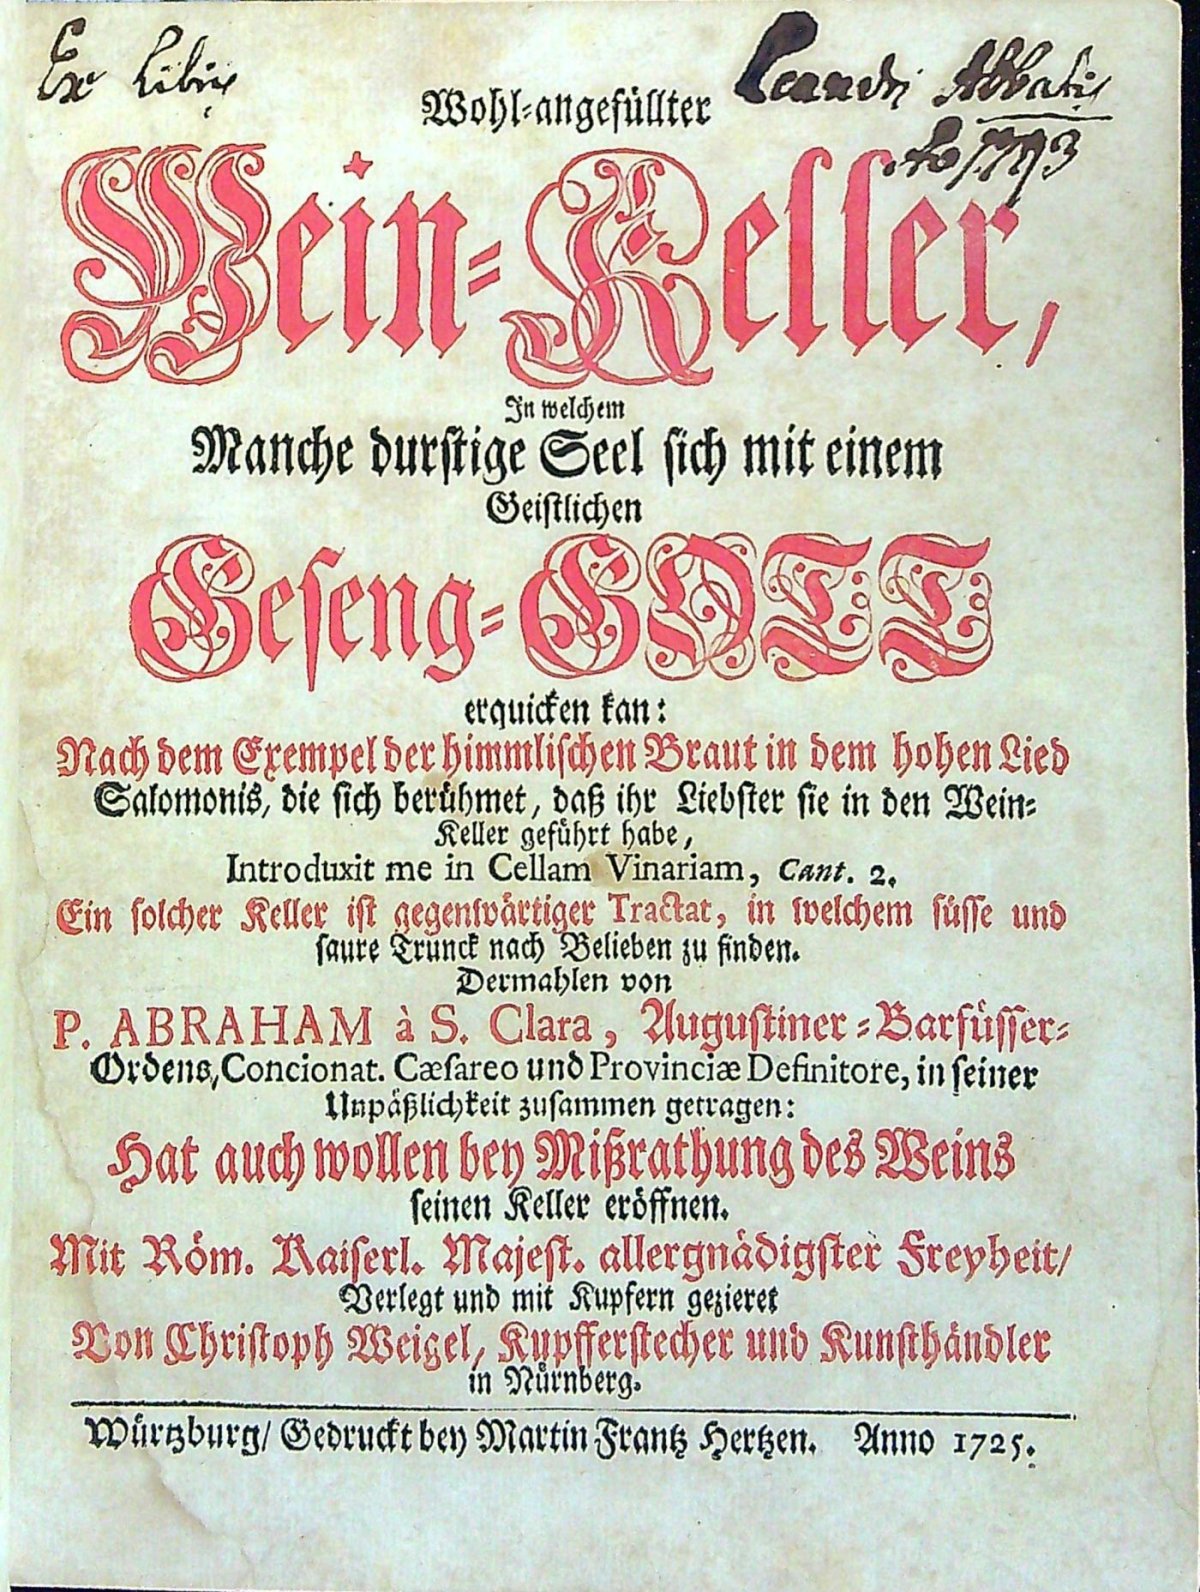 Ex Libris
Leandri Abbatis
1793
Wohl-angefüllter
Wein-Keller,
In welchem
Manche durstige Seel sich mit einem
Geistlichen
Geseng-GOTT
erquicken kan:
Nach dem Exempel der himmlischen Braut in dem hohen Lied
Salomonis, die sich berühmet, daß ihr Liebster sie in den Wein-
Keller geführt habe,
Introduxit me in Cellam Vinariam, Cant. 2.
Ein solcher Keller ist gegenwärtiger Tractat, in welchem süsse und
saure Trunck nach Belieben zu finden.
Dermahlen von
P. ABRAHAM à S. Clara, Augustiner-Barfüsser-
Ordens, Concionat. Cæsareo und Provinciæ Definitore, in seiner
Unpäßlichkeit zusammen getragen:
Hat auch wollen bey Mißrathung des Weins
seinen Keller eröffnen.
Mit Röm. Kaiserl. Majest. allergnädigster Freyheit/
Verlegt und mit Kupfern gezieret
Von Christoph Weigel, Kupfferstecher und Kunsthändler
in Nürnberg.
Würtzburg/ Gedruckt bey Martin Frantz Hertzen. Anno 1725.